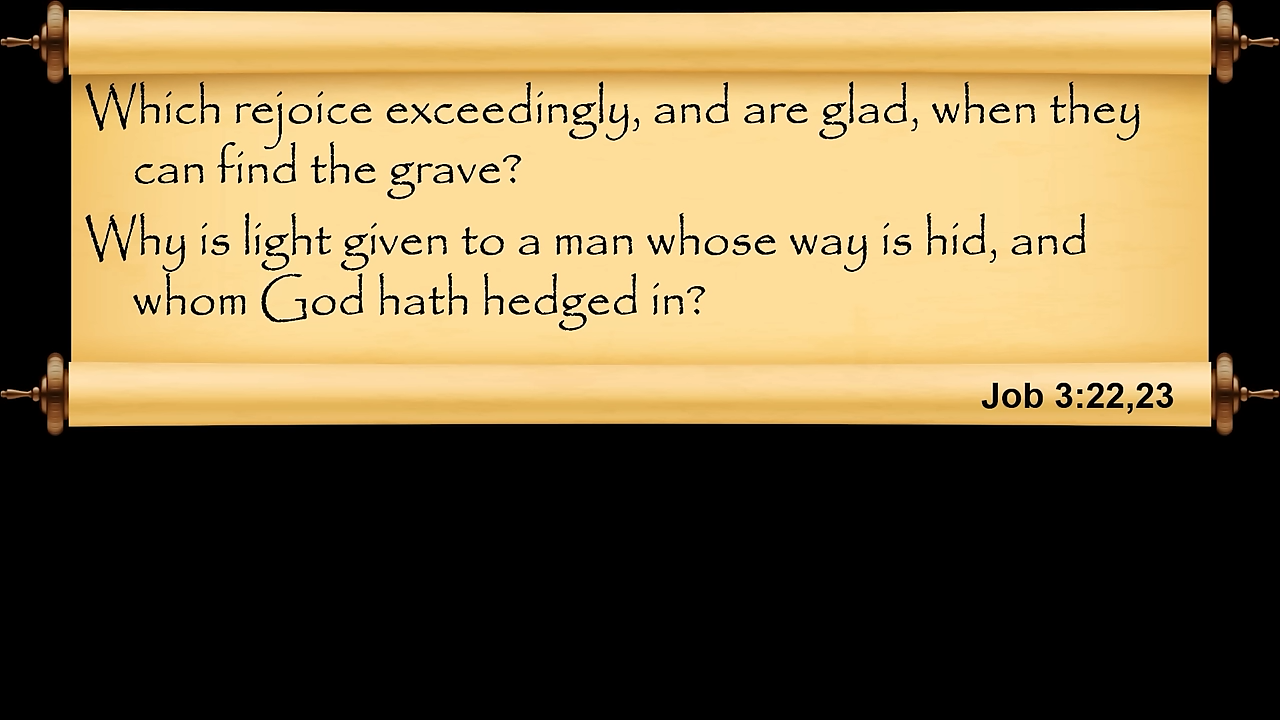 Which rejoice exceedingly, and are glad, when they
can find the grave?
Why is light given to a man whose way is hid, and
whom God hath hedged in?
Job 3:22,23